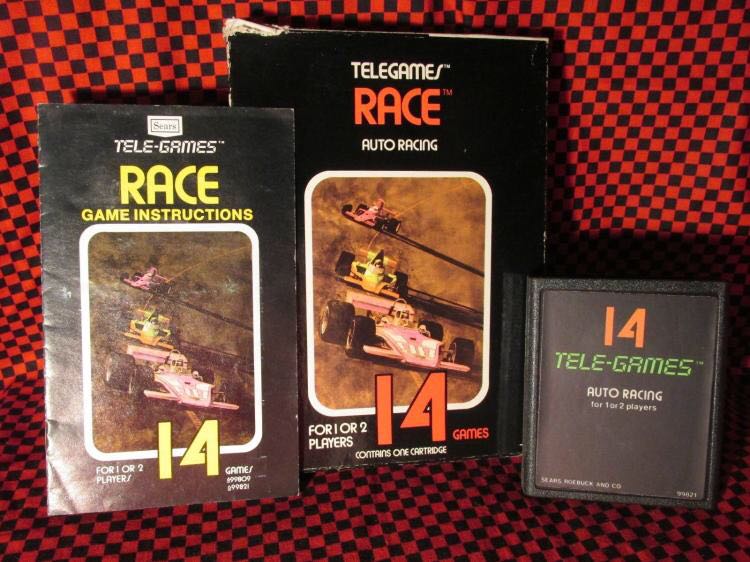 Sears
TELE-GAMES™
RACE
GAME INSTRUCTIONS
FOR 1 OR 2
PLAYERS
14
GAMES
699809
699821
TELEGAMES™
RACE™
AUTO RACING
FOR 1 OR 2
PLAYERS
14
GAMES
CONTAINS ONE CARTRIDGE
14
TELE-GAMES™
AUTO RACING
for 1 or 2 players
SEARS, ROEBUCK AND CO
99821